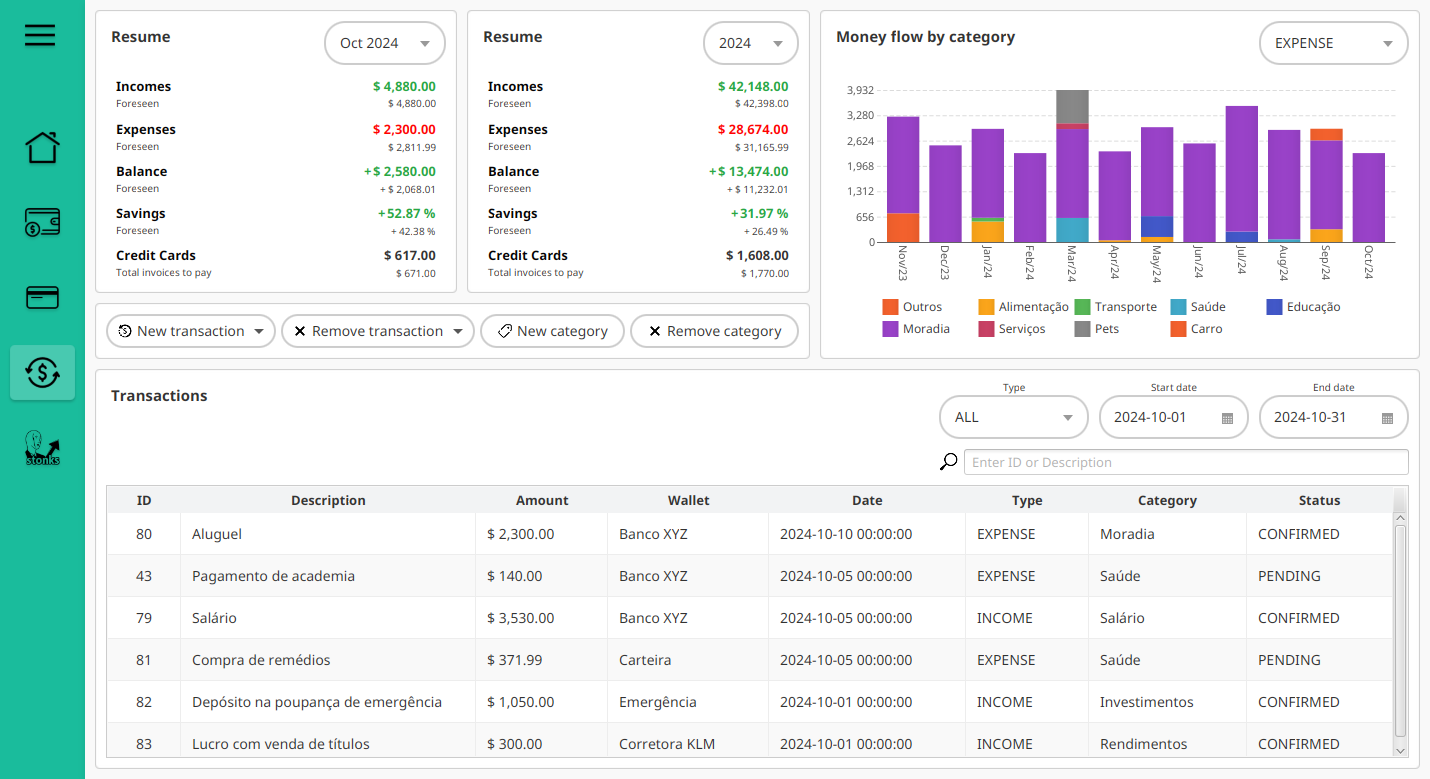 Resume
Oct 2024
Incomes $ 4,880.00
Foreseen $ 4,880.00
Expenses $ 2,300.00
Foreseen $ 2,811.99
Balance +$ 2,580.00
Foreseen + $ 2,068.01
Savings +52.87 %
Foreseen + 42.38 %
Credit Cards $ 617.00
Total invoices to pay $ 671.00
Resume
2024
Incomes $ 42,148.00
Foreseen $ 42,398.00
Expenses $ 28,674.00
Foreseen $ 31,165.99
Balance +$ 13,474.00
Foreseen + $ 11,232.01
Savings +31.97 %
Foreseen + 26.49 %
Credit Cards $ 1,608.00
Total invoices to pay $ 1,770.00
Money flow by category
EXPENSE
3,932
3,280
2,624
1,968
1,312
656
0
Nov/23 Dec/23 Jan/24 Feb/24 Mar/24 Apr/24 May/24 Jun/24 Jul/24 Aug/24 Sep/24 Oct/24
Outros Alimentação Transporte Saúde Educação
Moradia Serviços Pets Carro
New transaction Remove transaction New category Remove category
stonks
Transactions
Type Start date End date
ALL 2024-10-01 2024-10-31
Enter ID or Description
ID Description Amount Wallet Date Type Category Status
80 Aluguel $ 2,300.00 Banco XYZ 2024-10-10 00:00:00 EXPENSE Moradia CONFIRMED
43 Pagamento de academia $ 140.00 Banco XYZ 2024-10-05 00:00:00 EXPENSE Saúde PENDING
79 Salário $ 3,530.00 Banco XYZ 2024-10-05 00:00:00 INCOME Salário CONFIRMED
81 Compra de remédios $ 371.99 Carteira 2024-10-05 00:00:00 EXPENSE Saúde PENDING
82 Depósito na poupança de emergência $ 1,050.00 Emergência 2024-10-01 00:00:00 INCOME Investimentos CONFIRMED
83 Lucro com venda de títulos $ 300.00 Corretora KLM 2024-10-01 00:00:00 INCOME Rendimentos CONFIRMED